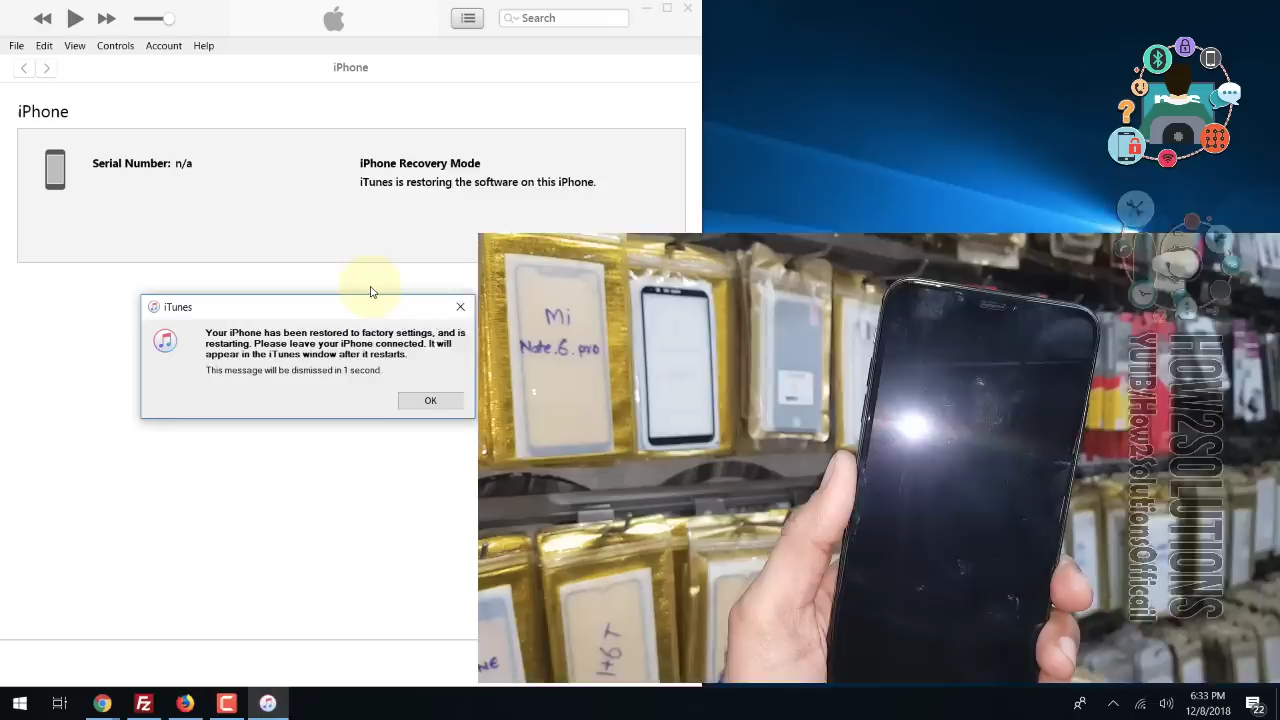 Search
File Edit View Controls Account Help
iPhone
iPhone
Serial Number: n/a
iPhone Recovery Mode
iTunes is restoring the software on this iPhone.
iTunes
Your iPhone has been restored to factory settings, and is
restarting. Please leave your iPhone connected. It will
appear in the iTunes window after it restarts.
This message will be dismissed in 1 second.
OK
Mi
Note.6.pro
1+6T
HOW2SOLUTIONS
6:33 PM
12/8/2018
22